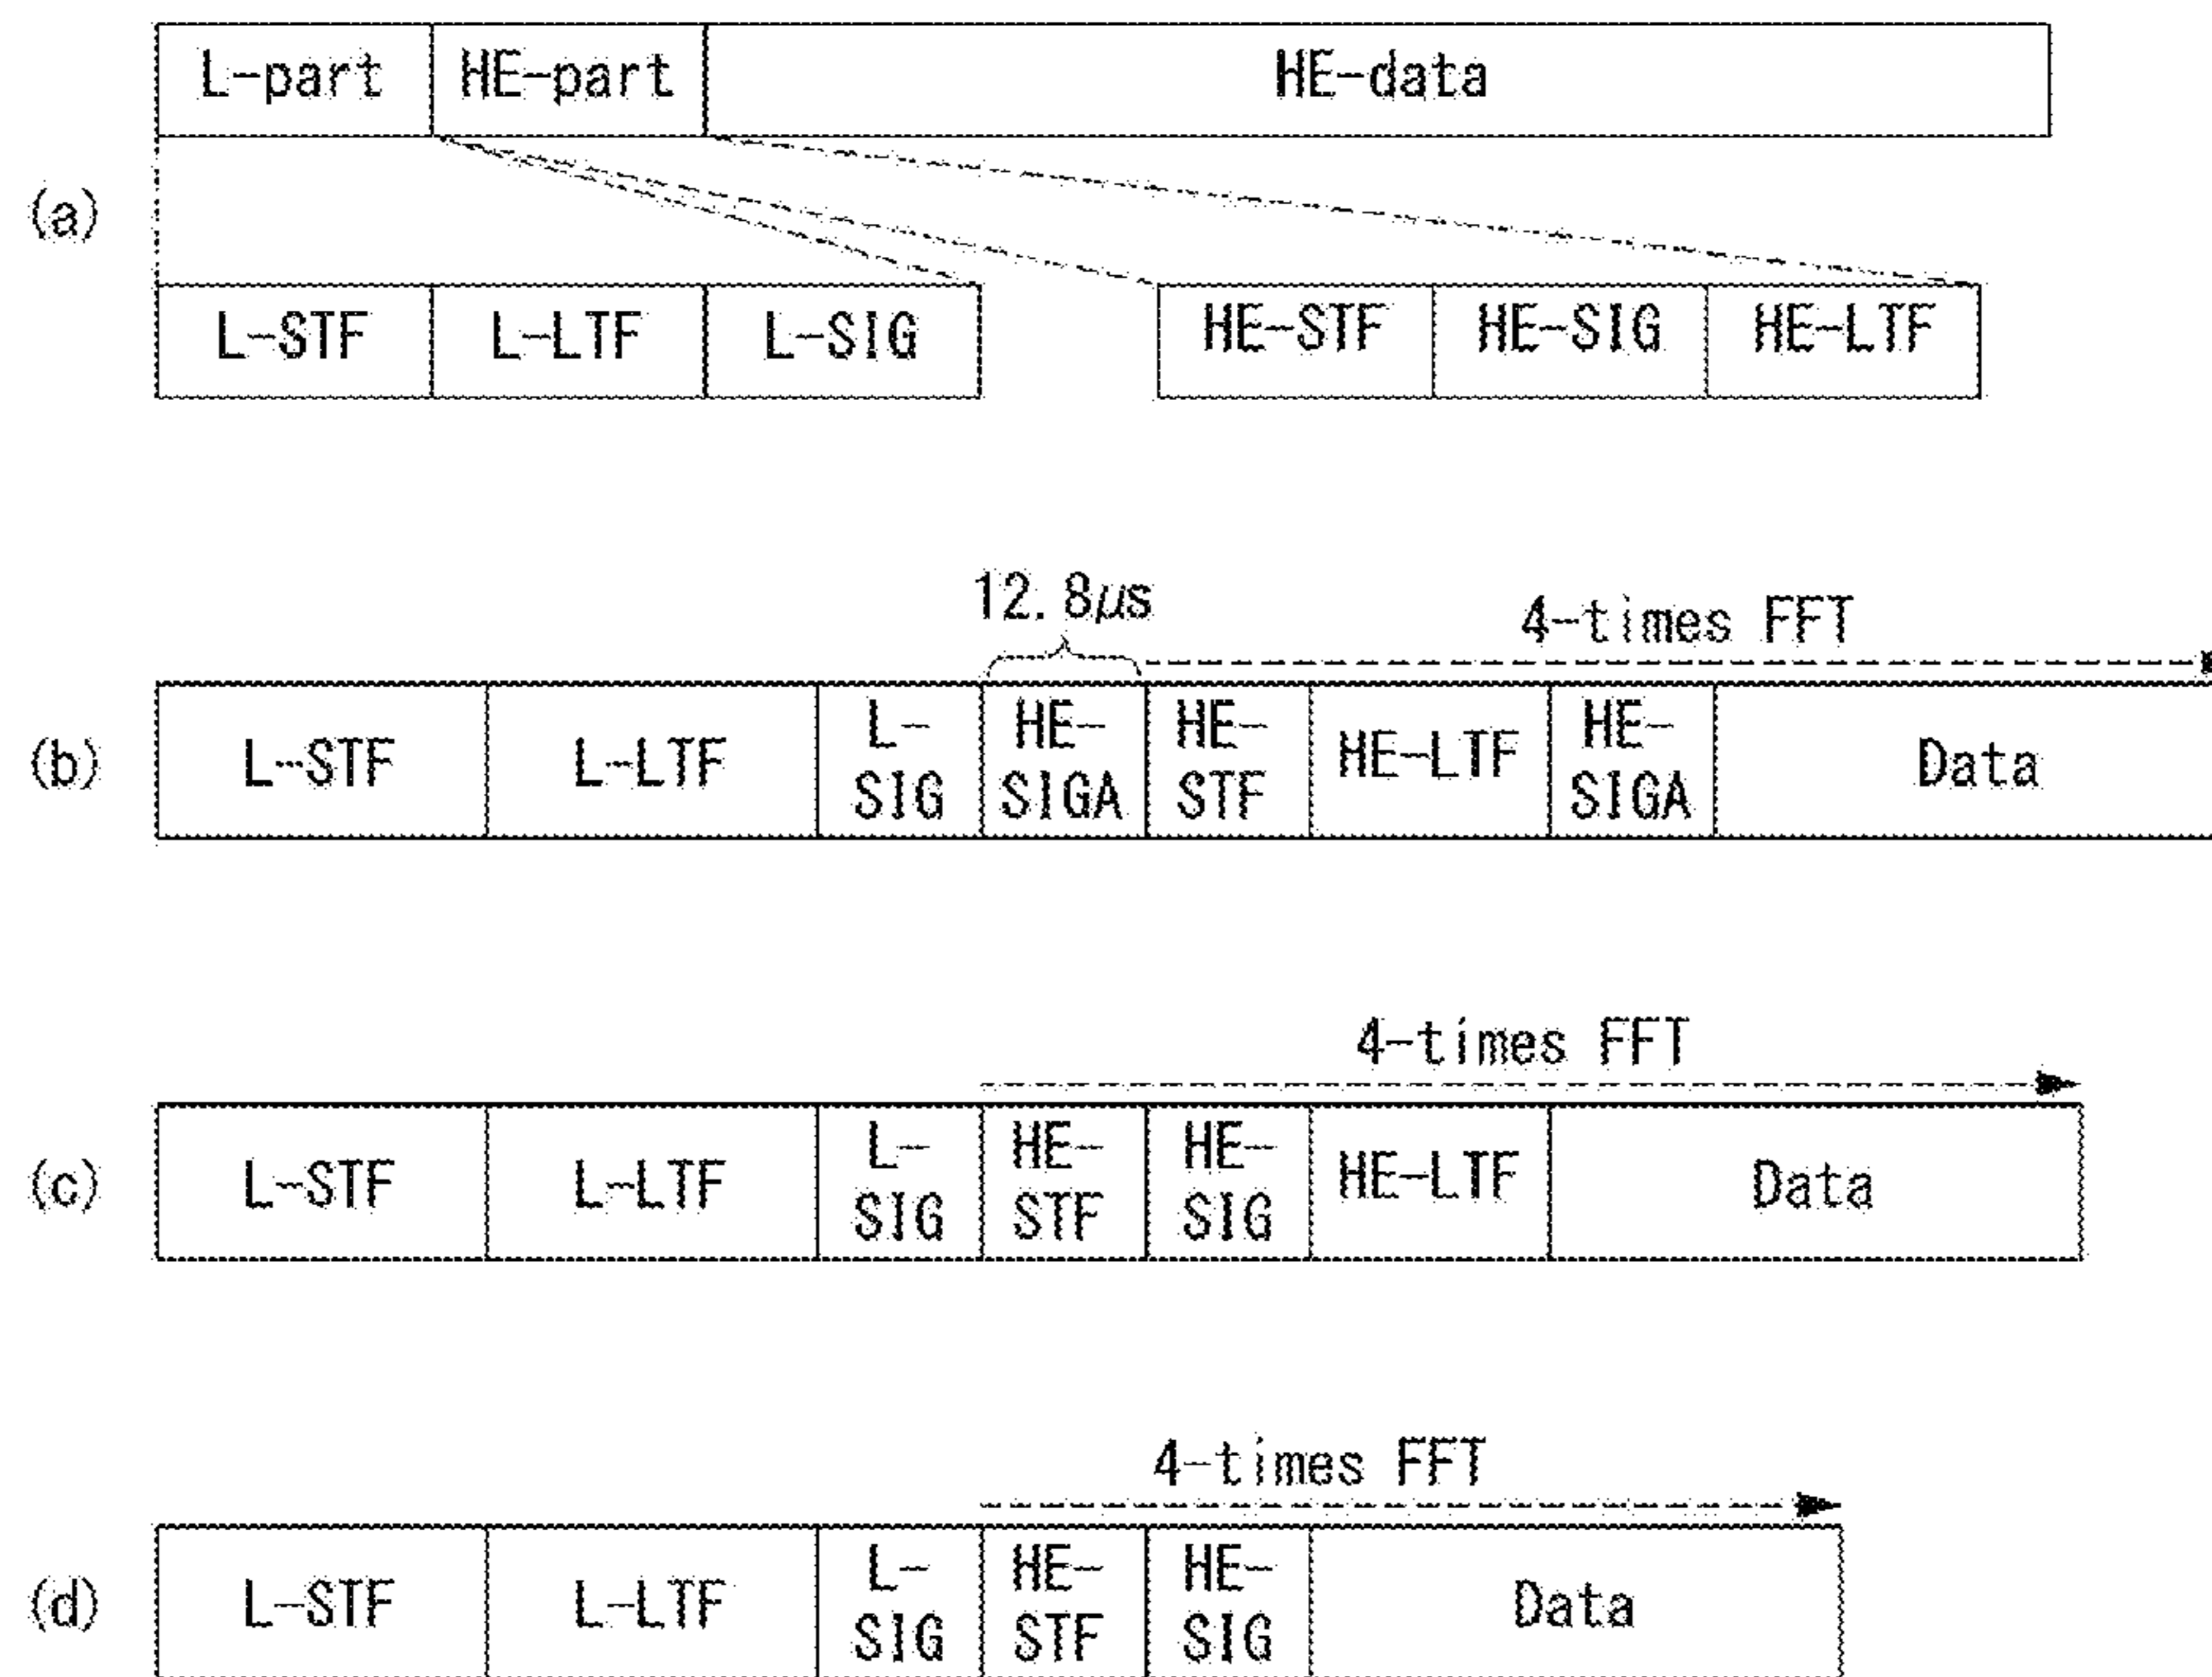 L-part HE-part HE-data
(a)
L-STF L-LTF L-SIG HE-STF HE-SIG HE-LTF
12.8μs
4-times FFT
(b) L-STF L-LTF L-SIG HE-SIGA HE-STF HE-LTF HE-SIGA Data
4-times FFT
(c) L-STF L-LTF L-SIG HE-STF HE-SIG HE-LTF Data
4-times FFT
(d) L-STF L-LTF L-SIG HE-STF HE-SIG Data